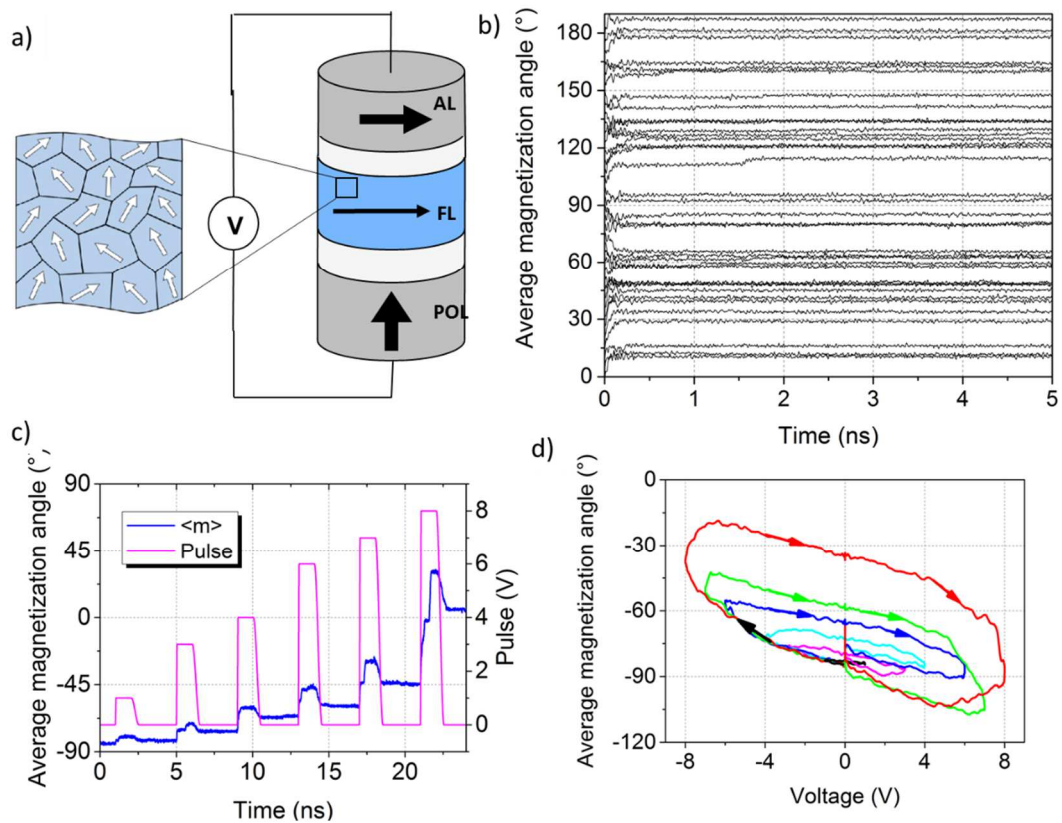 a)
AL
FL
POL
V
b)
Average magnetization angle (°)
180
150
120
90
60
30
0
0 1 2 3 4 5
Time (ns)
c)
Average magnetization angle (°)
90
45
0
-45
-90
<m>
Pulse
8
6
4
2
0
Pulse (V)
0 5 10 15 20
Time (ns)
d)
Average magnetization angle (°)
0
-30
-60
-90
-120
-8 -4 0 4 8
Voltage (V)